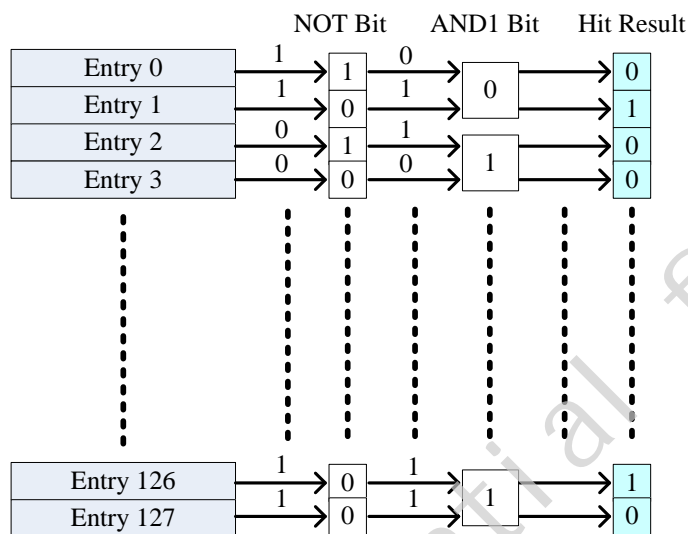 NOT Bit AND1 Bit Hit Result
Entry 0 1 1 0 0 0
Entry 1 1 0 1 1
Entry 2 0 1 1 1 0
Entry 3 0 0 0 0
Entry 126 1 0 1 1 1
Entry 127 1 0 1 0
tial f